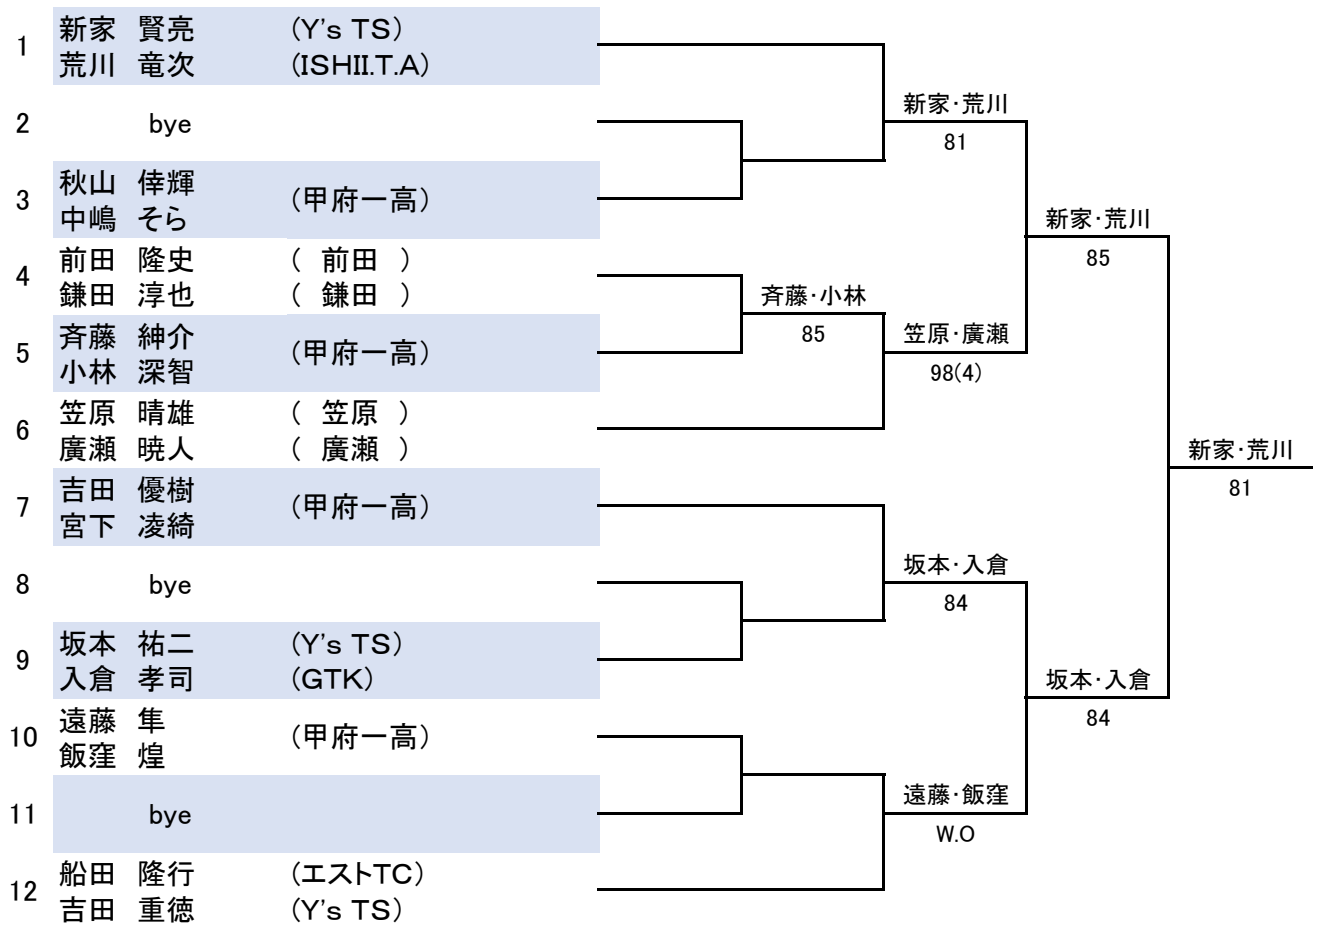 1 新家 賢亮 (Y's TS)
荒川 竜次 (ISHII.T.A)
2 bye
3 秋山 倖輝 (甲府一高)
中嶋 そら
4 前田 隆史 ( 前田 )
鎌田 淳也 ( 鎌田 )
5 斉藤 紳介 (甲府一高)
小林 深智
6 笠原 晴雄 ( 笠原 )
廣瀬 暁人 ( 廣瀬 )
7 吉田 優樹 (甲府一高)
宮下 凌綺
8 bye
9 坂本 祐二 (Y's TS)
入倉 孝司 (GTK)
10 遠藤 隼 (甲府一高)
飯窪 煌
11 bye
12 船田 隆行 (エストTC)
吉田 重徳 (Y's TS)
斉藤・小林
85
新家・荒川
81
笠原・廣瀬
98(4)
坂本・入倉
84
遠藤・飯窪
W.O
新家・荒川
85
坂本・入倉
84
新家・荒川
81